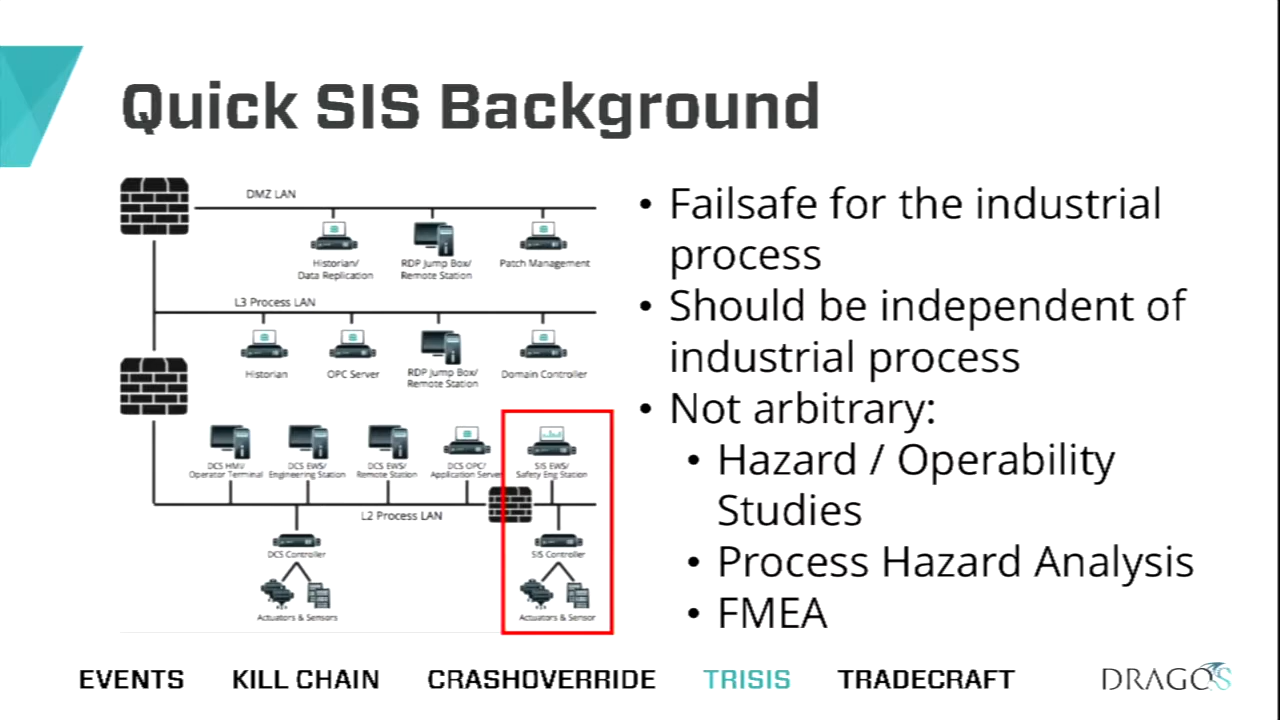 Quick SIS Background
DMZ LAN
Historian/
Data Replication
RDP Jump Box/
Remote Station
Patch Management
L3 Process LAN
Historian
OPC Server
RDP Jump Box/
Remote Station
Domain Controller
DCS HMI/
Operator Terminal
DCS EWS/
Engineering Station
DCS EWS/
Remote Station
DCS OPC/
Application Server
SIS EWS/
Safety Eng Station
L2 Process LAN
DCS Controller
SIS Controller
Actuators & Sensors
Actuators & Sensor
• Failsafe for the industrial
process
• Should be independent of
industrial process
• Not arbitrary:
• Hazard / Operability
Studies
• Process Hazard Analysis
• FMEA
EVENTS KILL CHAIN CRASHOVERRIDE TRISIS TRADECRAFT DRAGOS